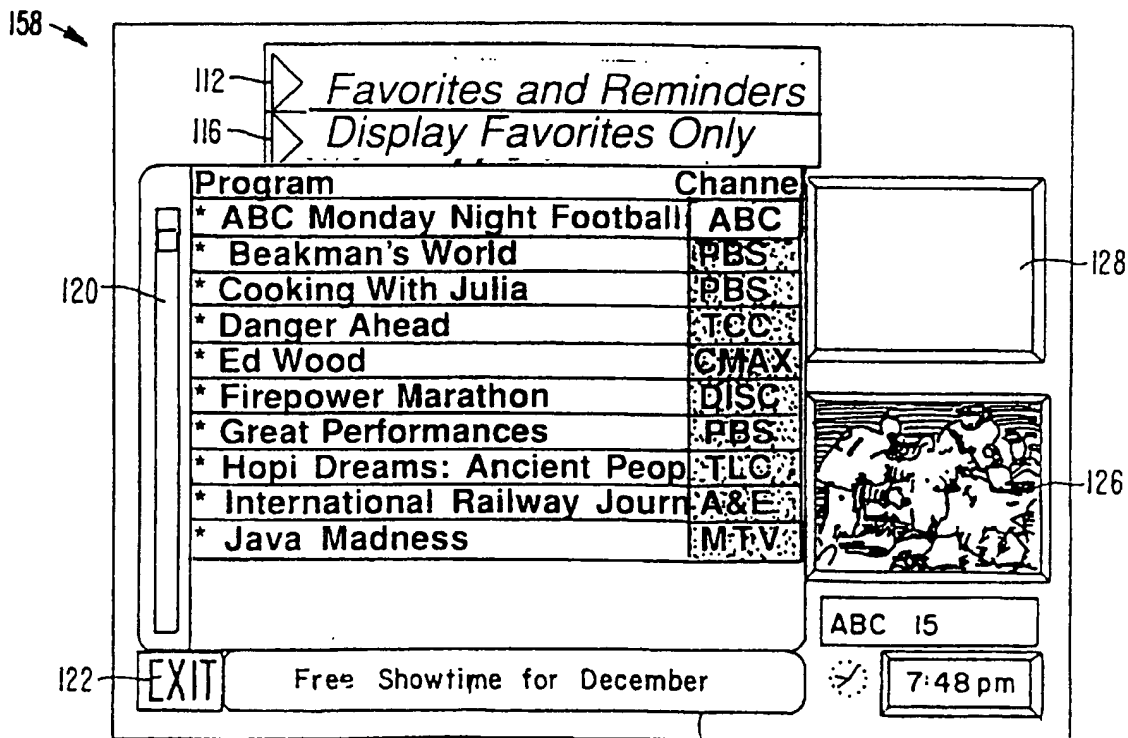 158
112
Favorites and Reminders
116
Display Favorites Only
Program Channe
* ABC Monday Night Football ABC
* Beakman's World PBS
* Cooking With Julia PBS
* Danger Ahead TCC
* Ed Wood CMAX
* Firepower Marathon DISC
* Great Performances PBS
* Hopi Dreams: Ancient Peop TLC
* International Railway Journ A&E
* Java Madness MTV
120
128
126
ABC 15
122
EXIT
Free Showtime for December
7:48 pm